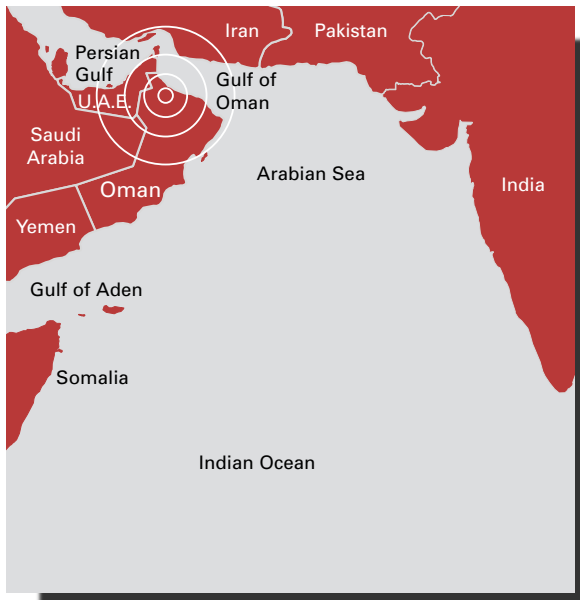 Iran
Pakistan
Persian
Gulf
Gulf of
Oman
U.A.E.
Saudi
Arabia
Arabian Sea
Oman
India
Yemen
Gulf of Aden
Somalia
Indian Ocean